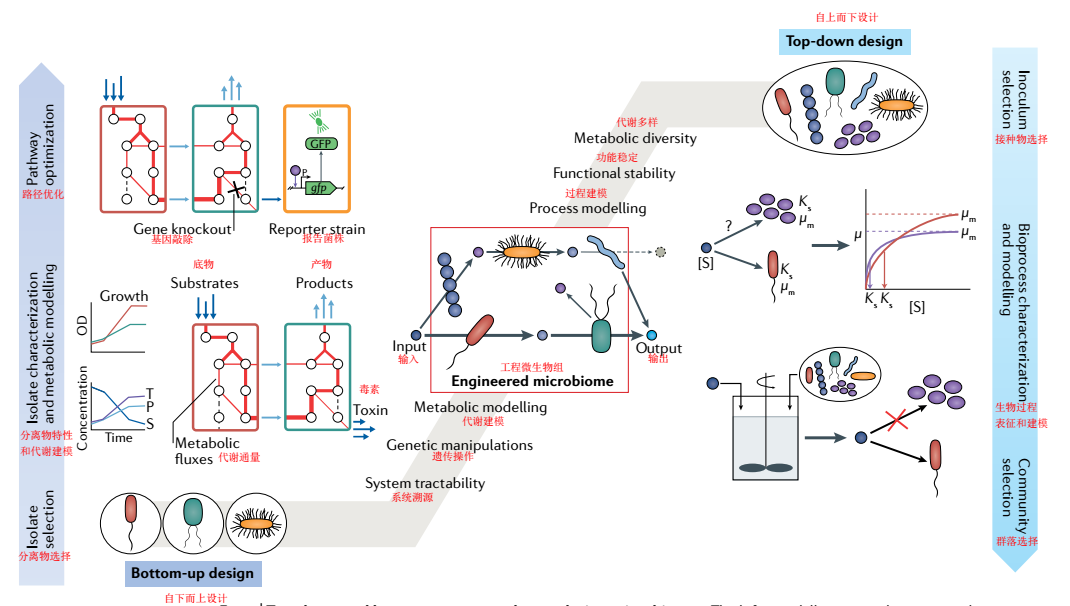 自上而下设计
Top-down design
Pathway
optimization
路径优化
Gene knockout
基因敲除
Reporter strain
报告菌株
GFP
P
gfp
Isolate characterization
and metabolic modelling
分离物特性
和代谢建模
Growth
OD
Concentration
T
P
S
Time
底物
Substrates
产物
Products
毒素
Toxin
Metabolic
fluxes
代谢通量
Isolate
selection
分离物选择
Bottom-up design
自下而上设计
代谢多样
Metabolic diversity
功能稳定
Functional stability
过程建模
Process modelling
Input
输入
Output
输出
工程微生物组
Engineered microbiome
Metabolic modelling
代谢建模
Genetic manipulations
遗传操作
System tractability
系统溯源
Inoculum
selection
接种物选择
?
[S]
Ks
μm
Ks
μm
μ
μm
μm
Ks Ks
[S]
Bioprocess characterization
and modelling
生物过程
表征和建模
Community
selection
群落选择